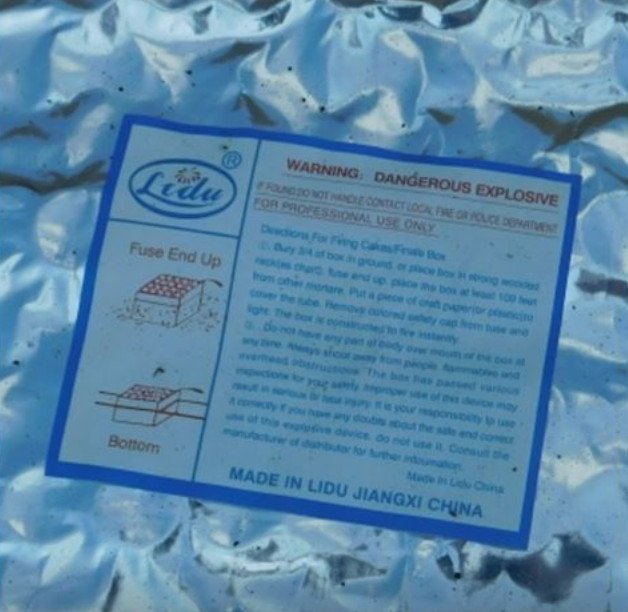 Lidu ®
Fuse End Up
Bottom
WARNING: DANGEROUS EXPLOSIVE
IF FOUND DO NOT HANDLE CONTACT LOCAL FIRE OR POLICE DEPARTMENT
FOR PROFESSIONAL USE ONLY
Directions For Firing Cakes/Finale Box
①. Bury 3/4 of box in ground, or place box in strong wooded
rack(as chart), fuse end up, place the box at least 100 feet
from other mortars. Put a piece of craft paper(or plastic)to
cover the tube. Remove colored safety cap from fuse and
light. The box is constructed to fire instantly.
Do not have any part of body over mouth of the box at
any time. Always shoot away from people, flammables and
overhead obstructions. The box has passed various
inspections for your safety. Improper use of this device may
result in serious or fatal injury. It is your responsibility to use
it correctly. If you have any doubts about the safe and correct
use of this explosive device, do not use it. Consult the
manufacturer of distributor for further information.
Made In Lidu China
MADE IN LIDU JIANGXI CHINA